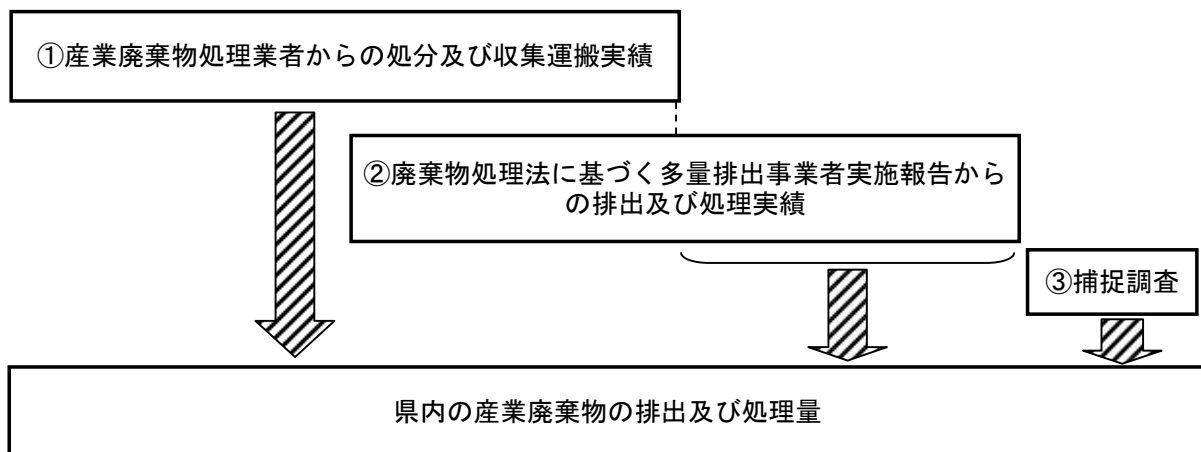 ①産業廃棄物処理業者からの処分及び収集運搬実績
②廃棄物処理法に基づく多量排出事業者実施報告から
の排出及び処理実績
③捕捉調査
県内の産業廃棄物の排出及び処理量